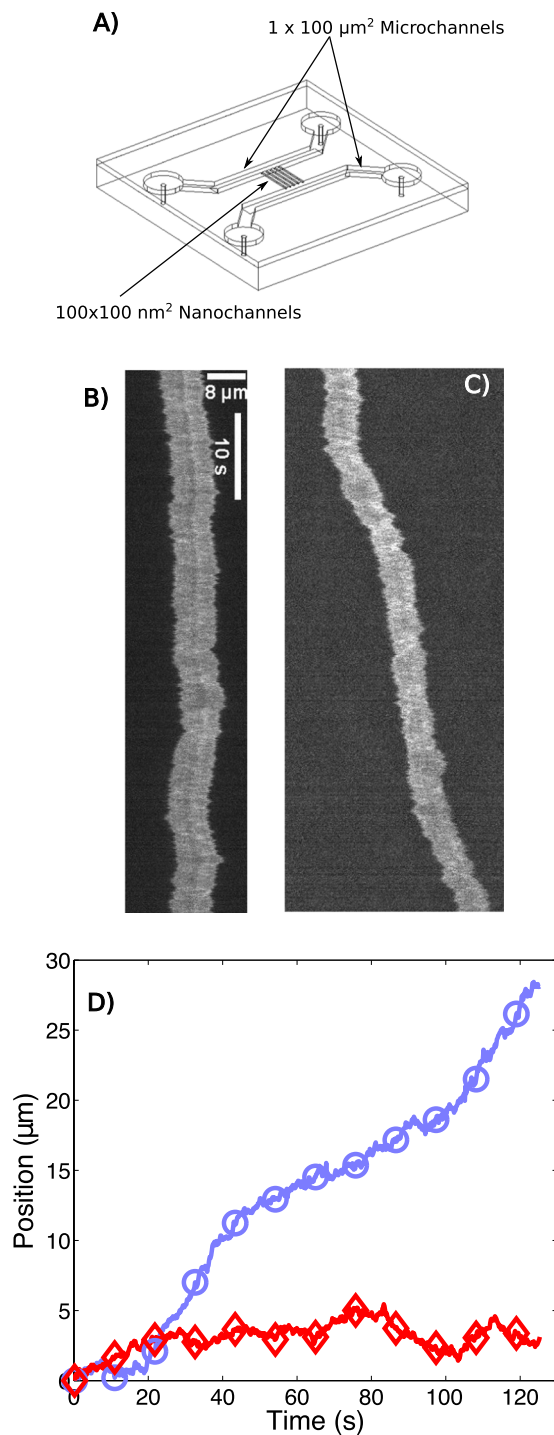 A)
1 x 100 µm² Microchannels
100x100 nm² Nanochannels
B)
8 µm
10 s
C)
D)
30
25
20
15
10
5
0
0
20
40
60
80
100
120
Position (µm)
Time (s)